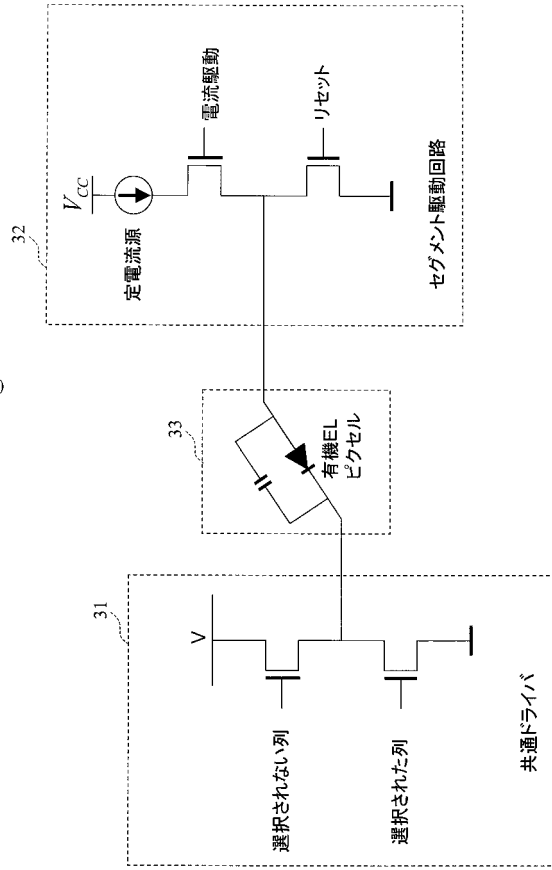 31
V
選択されない列
選択された列
共通ドライバ
33
有機EL
ピクセル
32
Vcc
定電流源
電流駆動
リセット
セグメント駆動回路